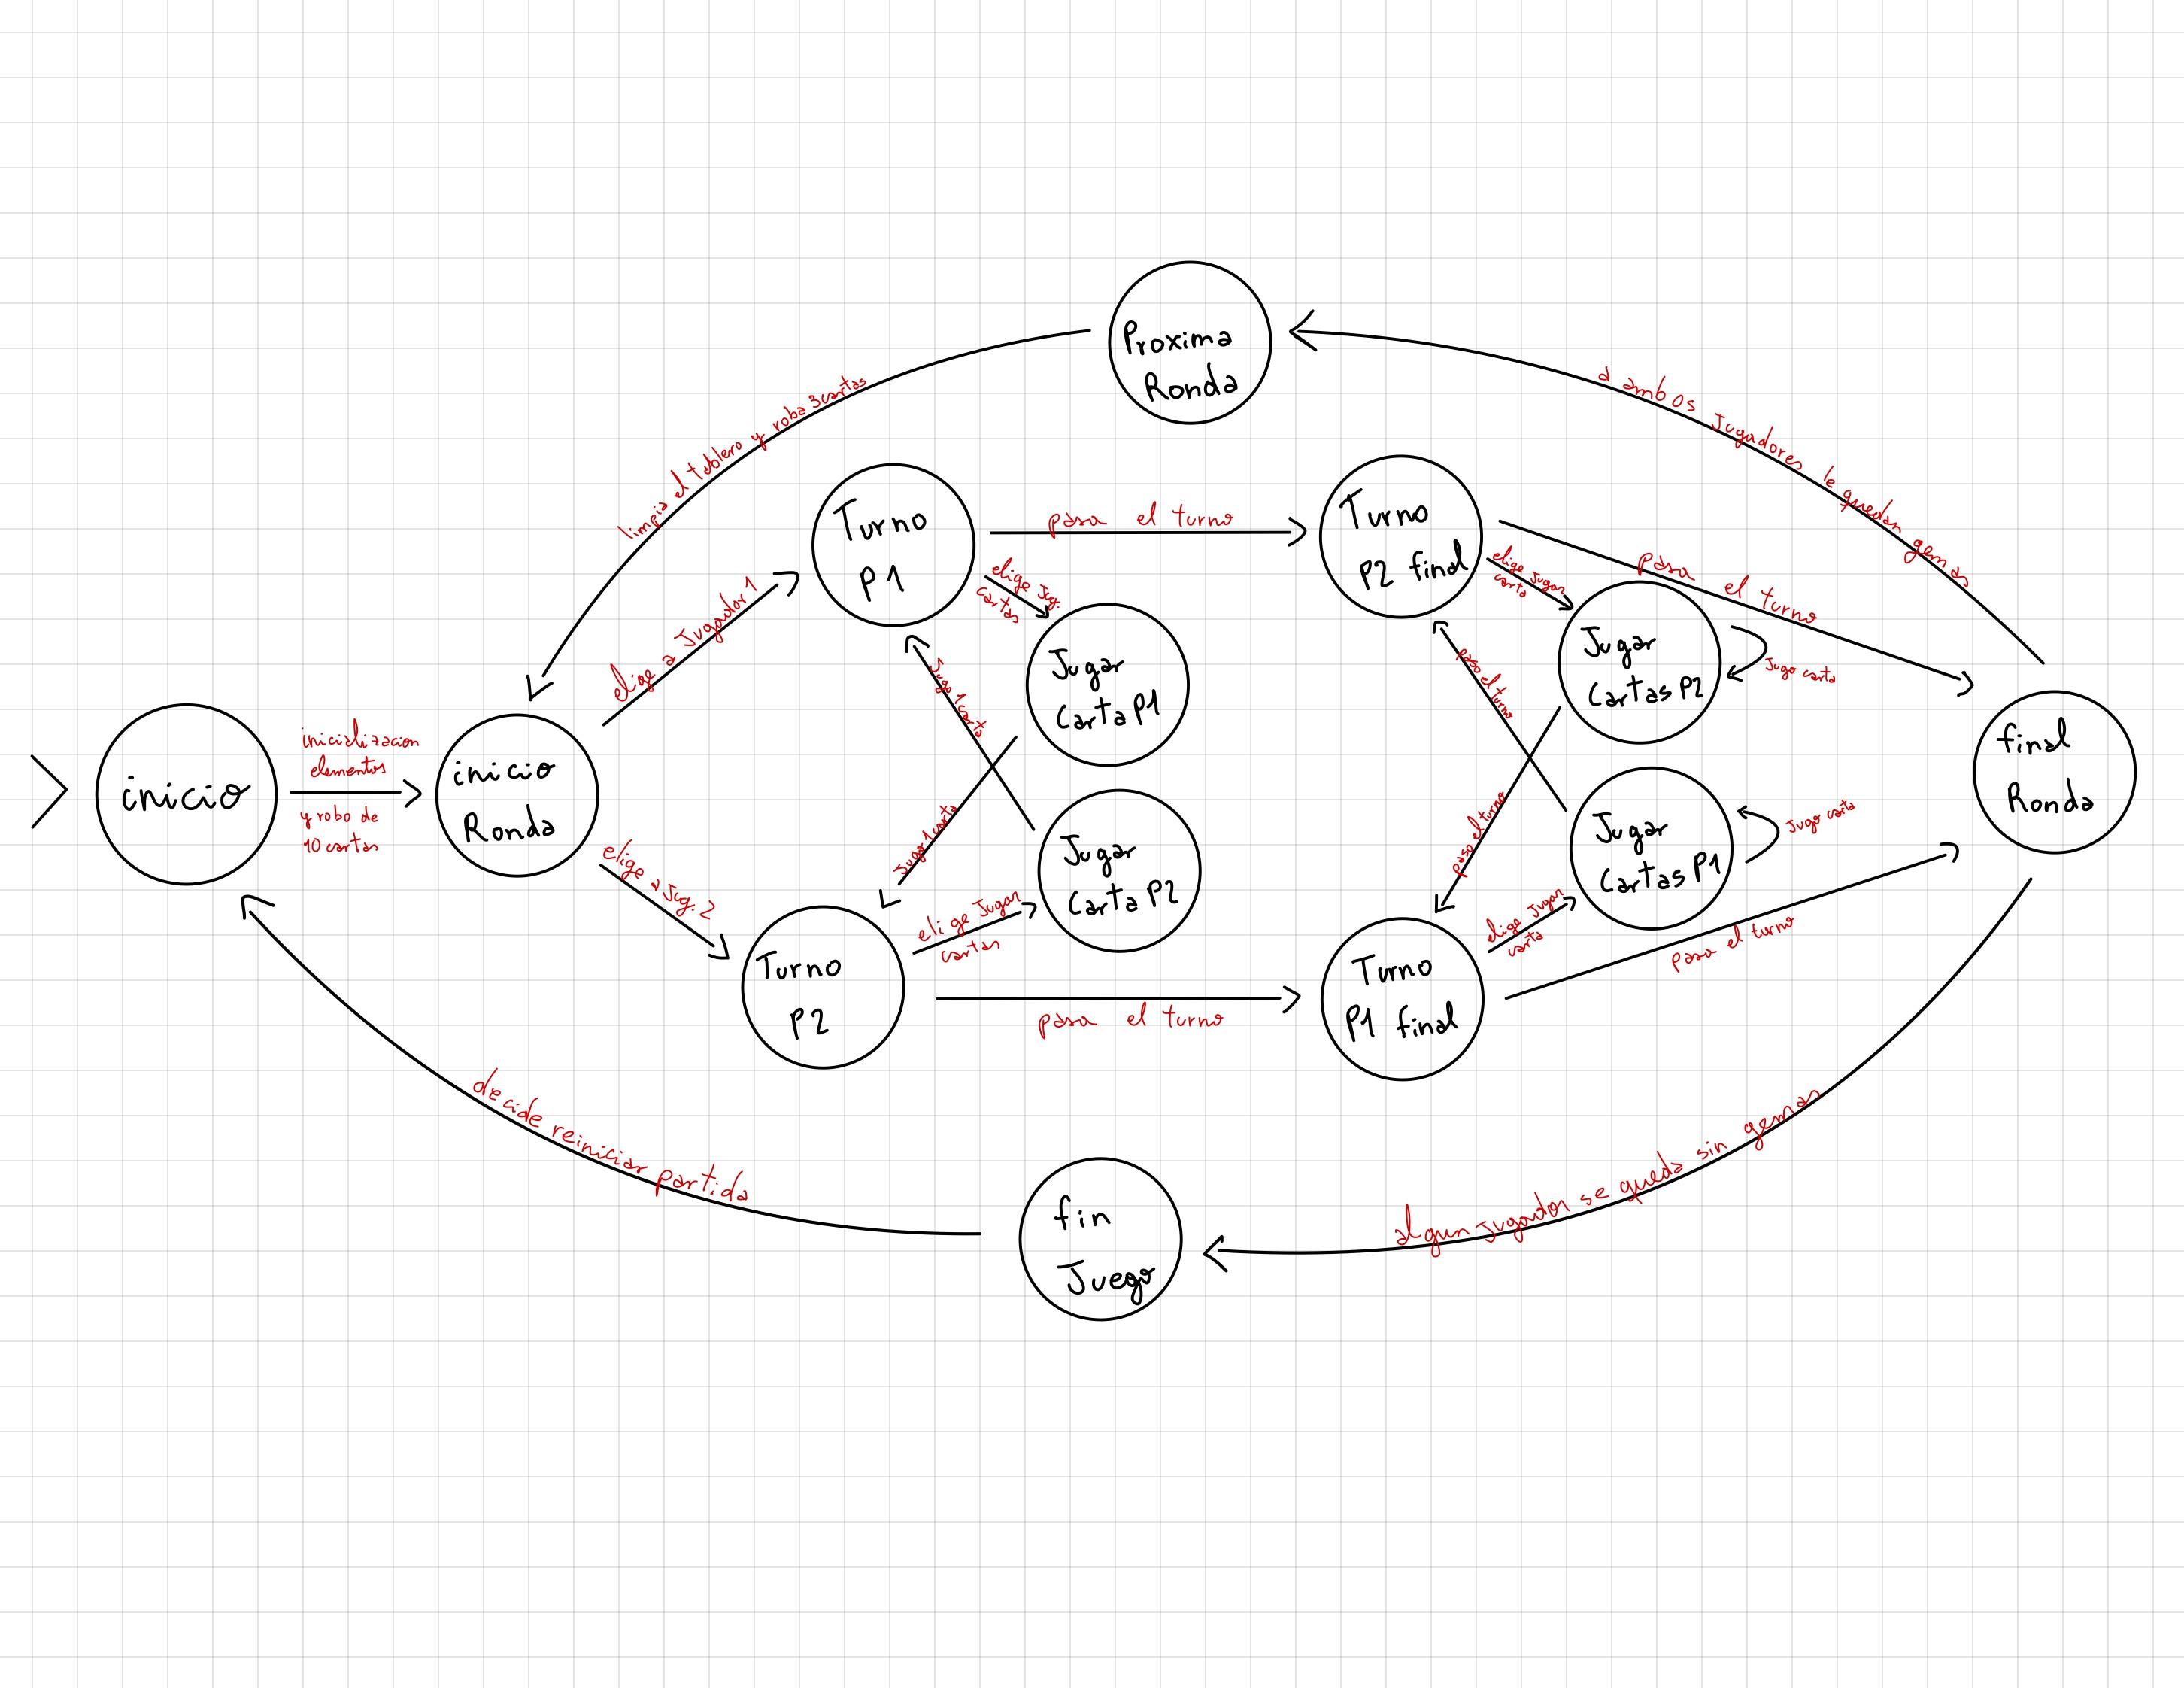 Proxima
Ronda
a ambos Jugadores le quedan gemas
limpia el tablero y roba 3 cartas
Turno
P1
pasa el turno
Turno
P2 final
pasa el turno
elige Jug.
cartas
elige Jugar
carta
elige a Jugador 1
Jugar
Carta P1
Jugar
Cartas P2
Jugo carta
Jugo 1 carta
paso el turno
inicializacion
elementos
y robo de
10 cartas
inicio
inicio
Ronda
final
Ronda
Jugo 1 carta
paso el turno
Jugar
Carta P2
Jugar
Cartas P1
Jugo carta
elige a Jug. 2
elige Jugar
cartas
elige Jugar
carta
pasa el turno
Turno
P2
pasa el turno
Turno
P1 final
decide reiniciar partida
algun jugador se queda sin gemas
fin
Juego